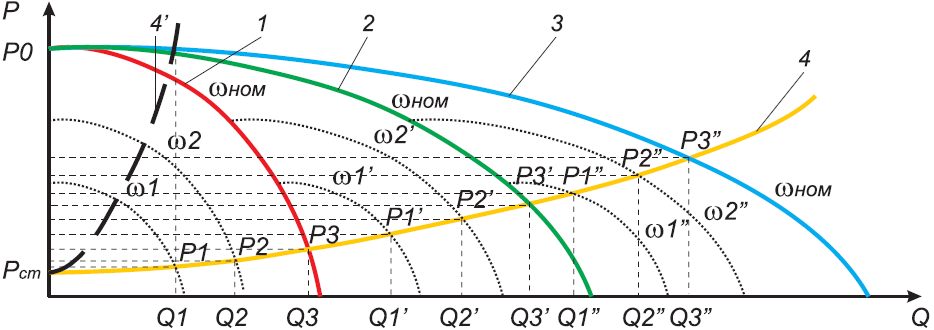 P
4’
1
2
3
P0
4
ωном
ωном
P3”
ω2
ω2’
P2”
ω1
ω1’
P3’
P1”
ωном
P2’
P1’
ω1”
ω2”
P1
P2
P3
Pст
Q1
Q2
Q3
Q1’
Q2’
Q3’
Q1”
Q2”
Q3”
Q